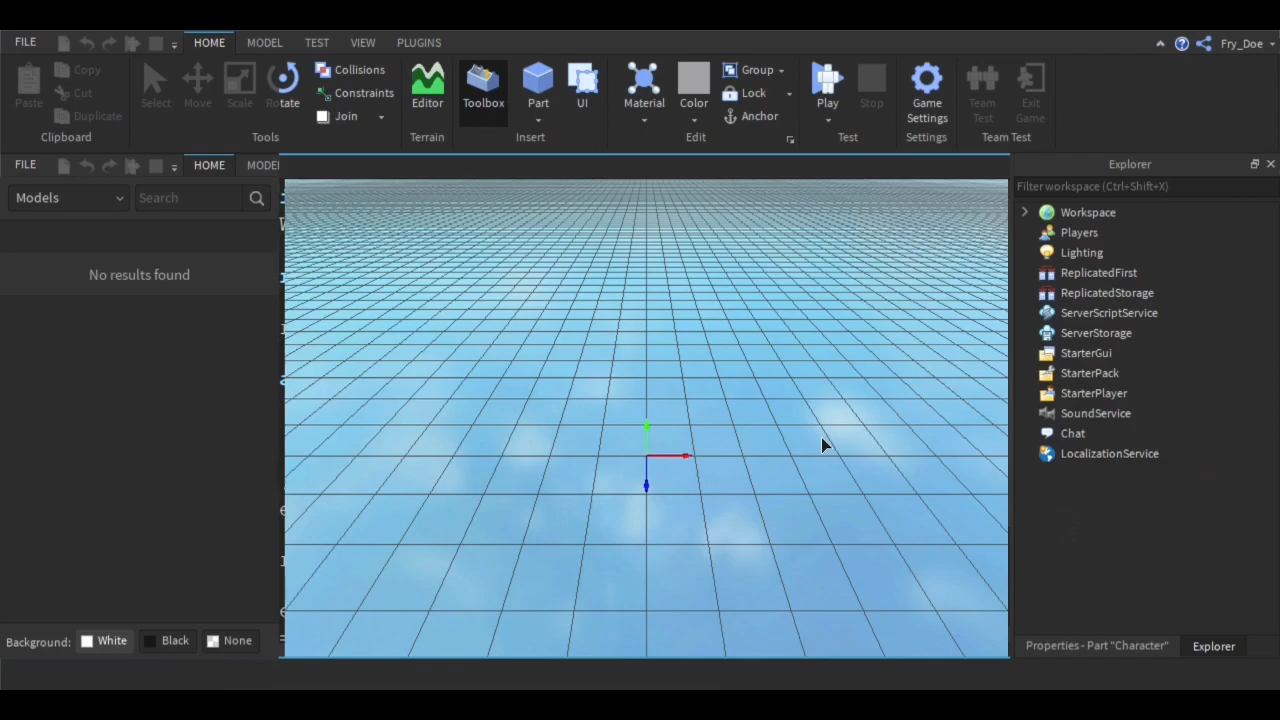 FILE HOME MODEL TEST VIEW PLUGINS Fry_Doe
Paste Copy Cut Duplicate
Select Move Scale Rotate
Collisions Constraints Join
Editor
Toolbox Part UI
Material Color
Group Lock Anchor
Play Stop
Game Settings
Team Test
Exit Game
Clipboard Tools Terrain Insert Edit Test Settings Team Test
FILE HOME
Models Search
No results found
Background: White Black None
Explorer
Filter workspace (Ctrl+Shift+X)
Workspace
Players
Lighting
ReplicatedFirst
ReplicatedStorage
ServerScriptService
ServerStorage
StarterGui
StarterPack
StarterPlayer
SoundService
Chat
LocalizationService
Properties - Part "Character" Explorer